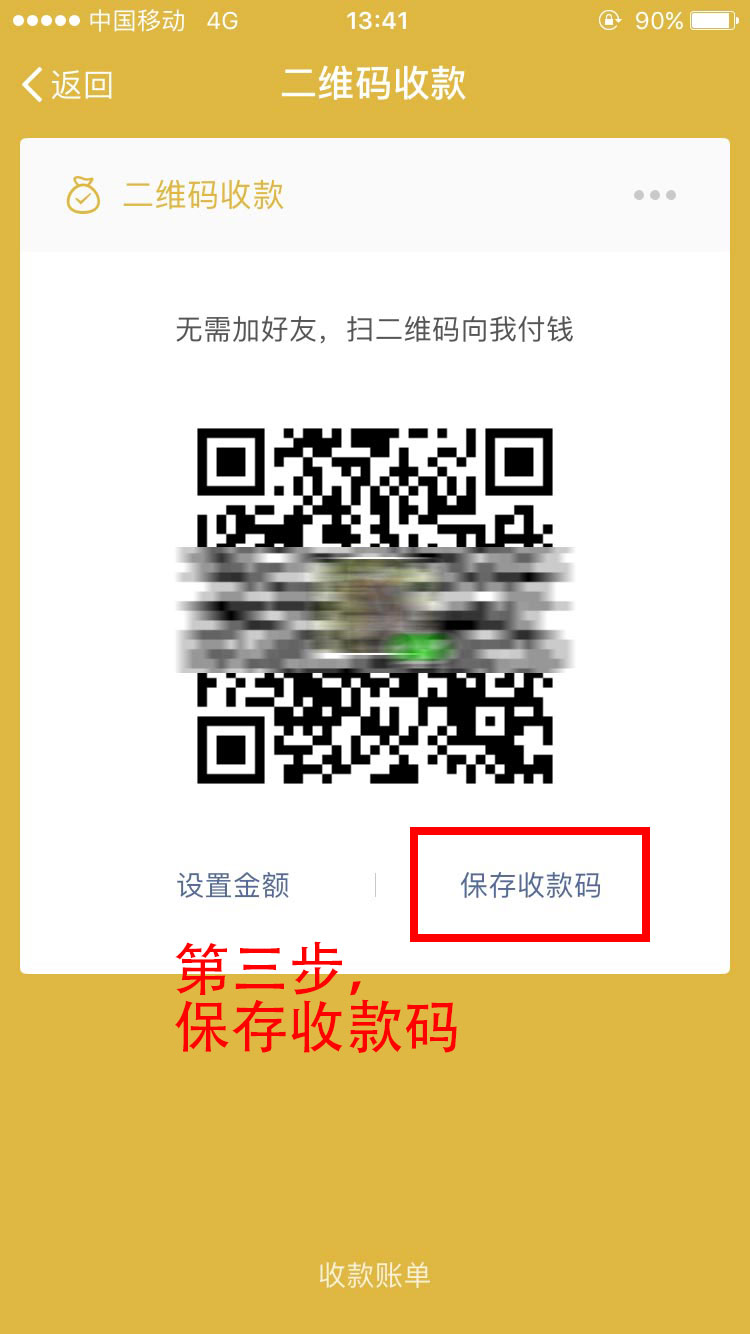 中国移动 4G 13:41 90%
返回 二维码收款
二维码收款
无需加好友，扫二维码向我付钱
设置金额 保存收款码
第三步，
保存收款码
收款账单